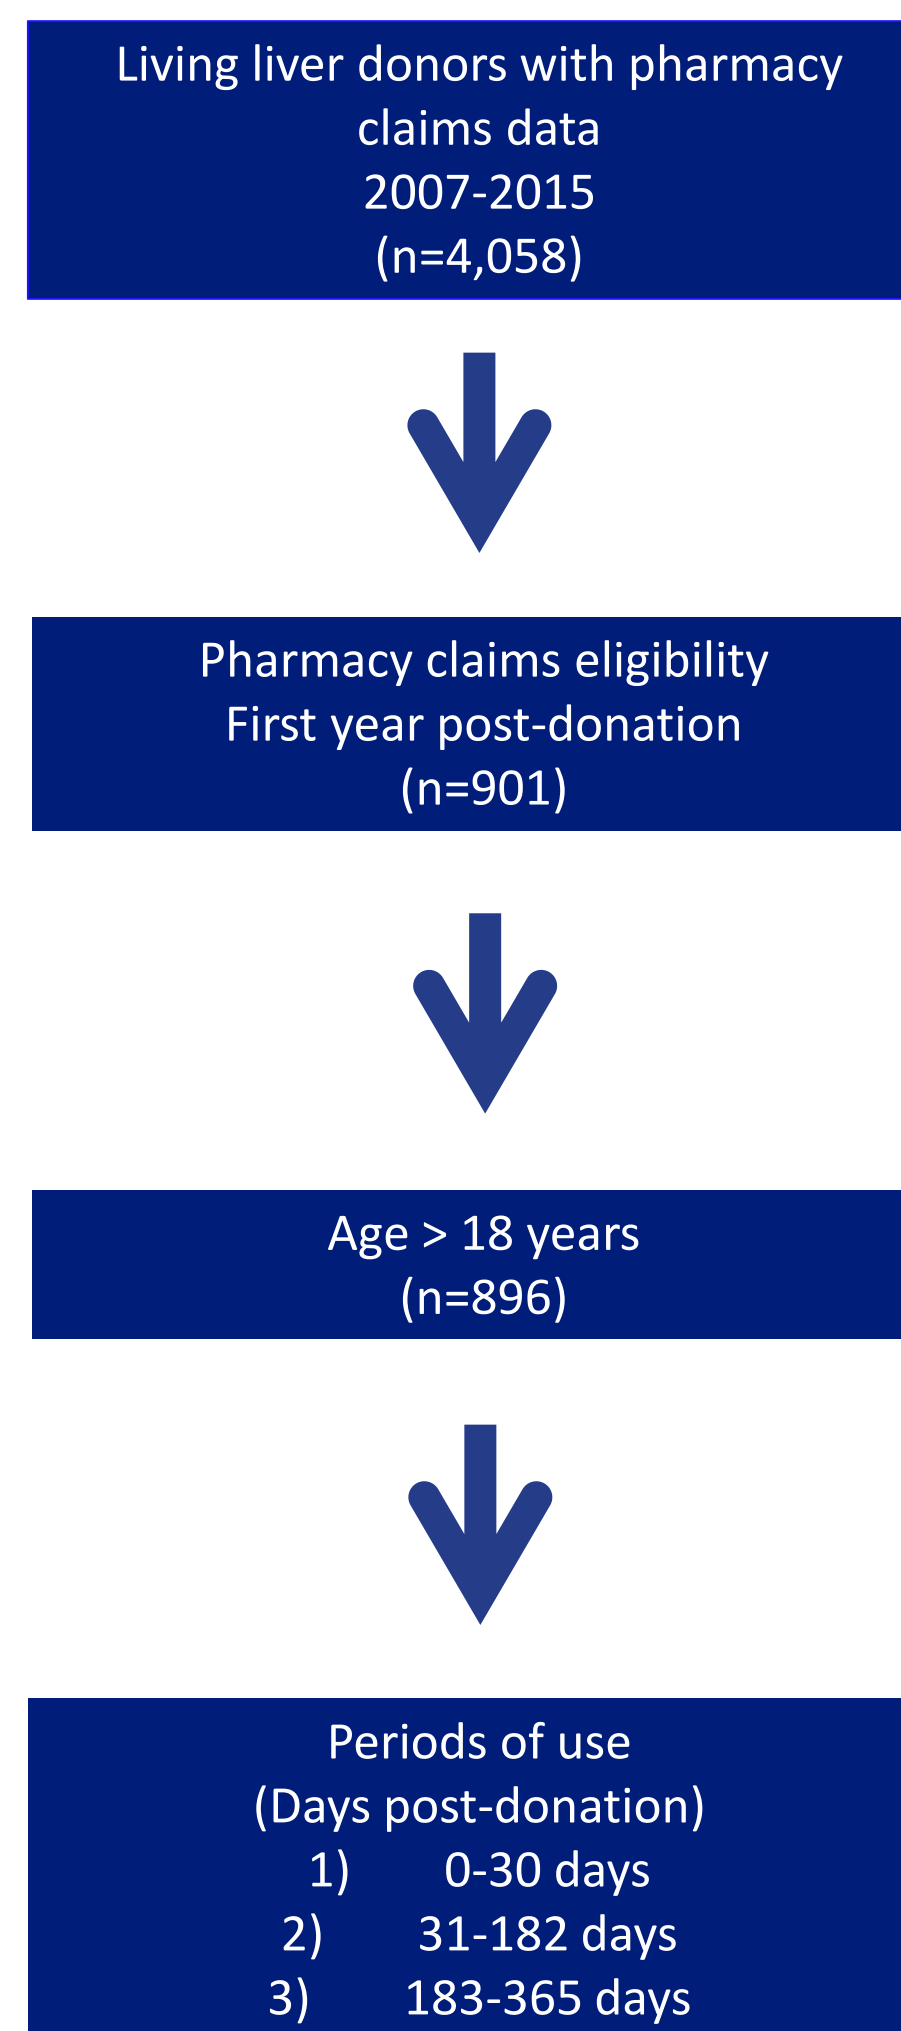 Living liver donors with pharmacy
claims data
2007-2015
(n=4,058)
Pharmacy claims eligibility
First year post-donation
(n=901)
Age > 18 years
(n=896)
Periods of use
(Days post-donation)
1) 0-30 days
2) 31-182 days
3) 183-365 days